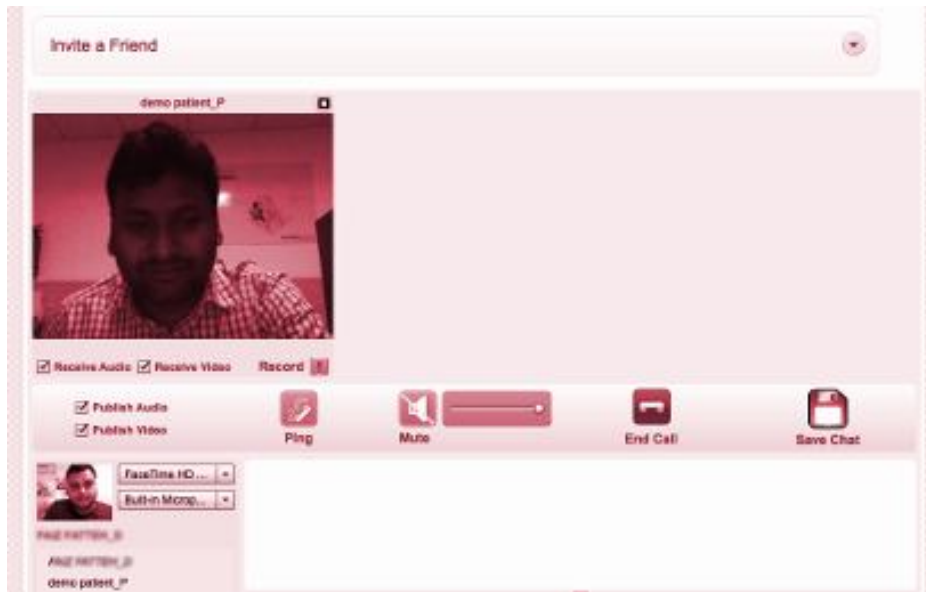 Invite a Friend
demo patient_P
Receive Audio Receive Video Record
Publish Audio
Publish Video
Ping Mute End Call Save Chat
FaceTime HD ...
Built-in Microp...
demo patient_P